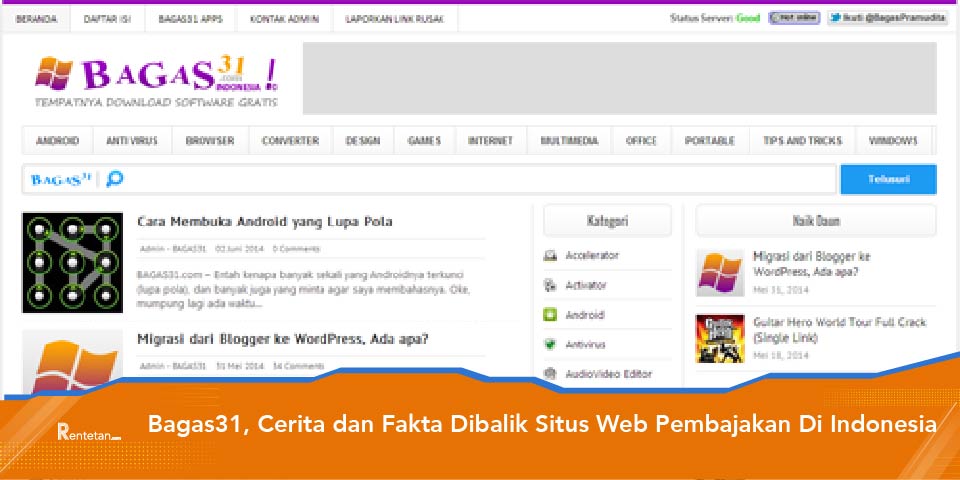 BERANDA DAFTAR ISI BAGAS31 APPS KONTAK ADMIN LAPORKAN LINK RUSAK Status Server: Good Not online Ikuti @BagasPramudita
BAGAS31 !
.com
INDONESIA
TEMPATNYA DOWNLOAD SOFTWARE GRATIS
ANDROID ANTI VIRUS BROWSER CONVERTER DESIGN GAMES INTERNET MULTIMEDIA OFFICE PORTABLE TIPS AND TRICKS WINDOWS
BAGAS31 Telusuri
Cara Membuka Android yang Lupa Pola
Admin - BAGAS31 02 Juni 2014 0 Comments
BAGAS31.com – Entah kenapa banyak sekali yang Androidnya terkunci
(lupa pola), dan banyak juga yang minta agar saya membahasnya. Oke,
mumpung lagi ada waktu...
Migrasi dari Blogger ke WordPress, Ada apa?
Admin - BAGAS31 31 Mei 2014 34 Comments
Kategori
Accelerator
Activator
Android
Antivirus
AudioVideo Editor
Naik Daun
Migrasi dari Blogger ke
WordPress, Ada apa?
Mei 31, 2014
Guitar Hero World Tour Full Crack
(Single Link)
Mei 18, 2014
Rentetan_
Bagas31, Cerita dan Fakta Dibalik Situs Web Pembajakan Di Indonesia